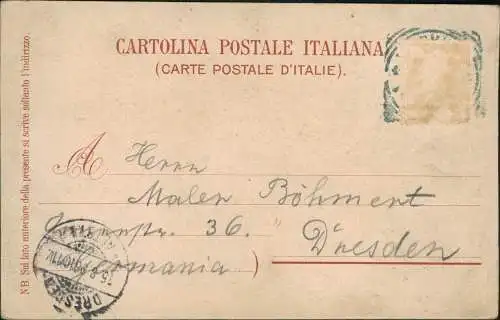 CARTOLINA POSTALE ITALIANA
(CARTE POSTALE D'ITALIE).
A Herrn
Maler Böhment
36.
Dresden
(Germania)
NB. Sul lato anteriore della presente si scrive soltanto l'indirizzo.
DRESDEN